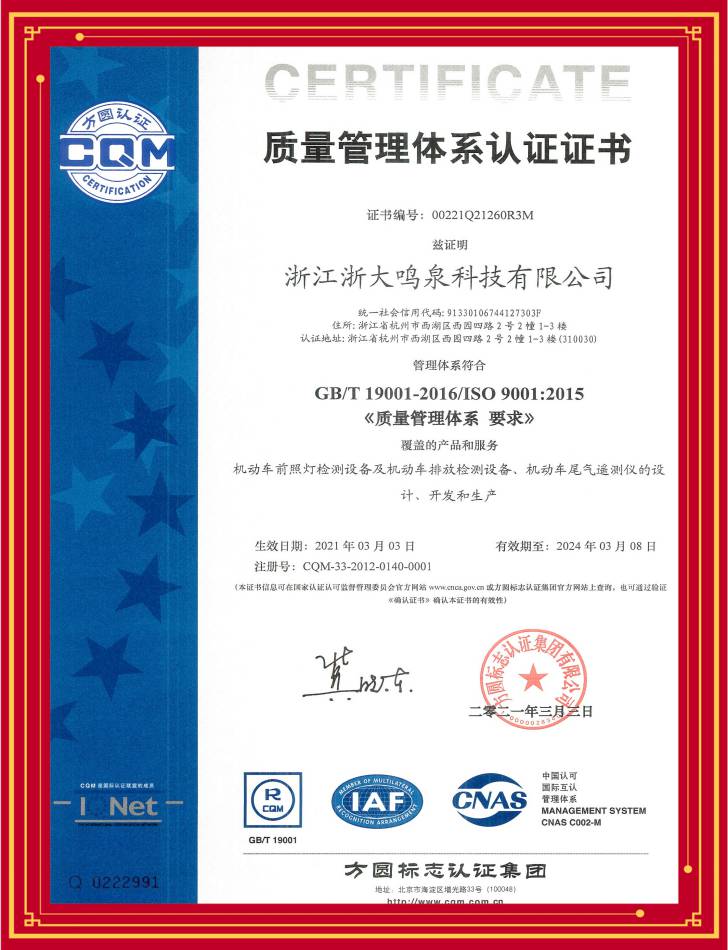 CERTIFICATE
方圆认证
CQM
CERTIFICATION
质量管理体系认证证书
证书编号：00221Q21260R3M
兹证明
浙江浙大鸣泉科技有限公司
统一社会信用代码：91330106744127303F
住所：浙江省杭州市西湖区西园四路 2 号 2 幢 1-3 楼
认证地址：浙江省杭州市西湖区西园四路 2 号 2 幢 1-3 楼 (310030)
管理体系符合
GB/T 19001-2016/ISO 9001:2015
《质量管理体系 要求》
覆盖的产品和服务
机动车前照灯检测设备及机动车排放检测设备、机动车尾气遥测仪的设
计、开发和生产
生效日期：2021 年 03 月 03 日
有效期至：2024 年 03 月 08 日
注册号：CQM-33-2012-0140-0001
(本证书信息可在国家认证认可监督管理委员会官方网站 www.cnca.gov.cn 或方圆标志认证集团官方网站上查询，也可通过验证
《确认证书》确认本证书的有效性)
方圆标志认证集团有限公司
二零二一年三月三日
CQM 是国际认证联盟的成员
IQNet
Q 0222991
R
CQM
GB/T 19001
MEMBER OF MULTILATERAL
IAF
RECOGNITION ARRANGEMENT
CNAS
中国认可
国际互认
管理体系
MANAGEMENT SYSTEM
CNAS C002-M
方圆标志认证集团
地址：北京市海淀区增光路33号（100048）
http://www.cqm.com.cn